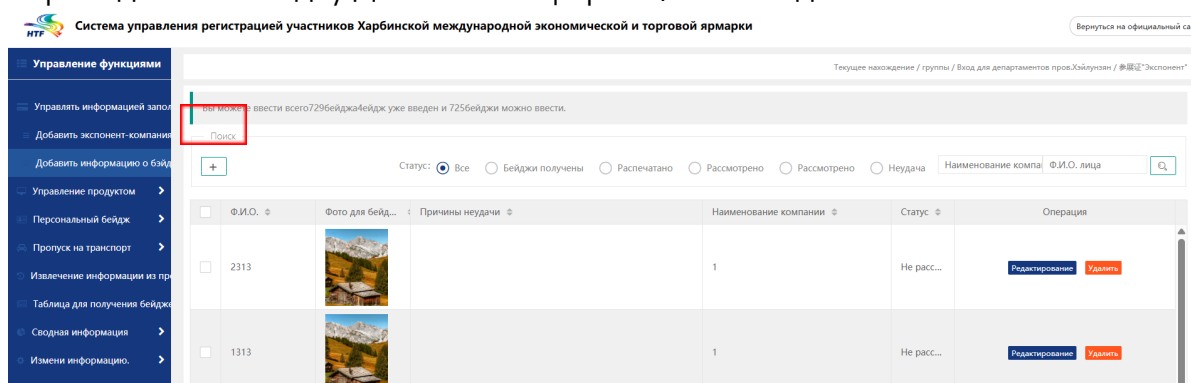 HTF
Система управления регистрацией участников Харбинской международной экономической и торговой ярмарки
Вернуться на официальный са
Управление функциями
Текущее нахождение / группы / Вход для департаментов пров.Хэйлунзян / 参展证"Экспонент"
Управлять информацией запол
Вы можете ввести всего729бейджа4ейдж уже введен и 725бейджи можно ввести.
Добавить экспонент-компания
Поиск
Добавить информацию о бэйд
+
Статус:
Все
Бейджи получены
Распечатано
Рассмотрено
Рассмотрено
Неудача
Наименование компа
Ф.И.О. лица
Управление продуктом
Персональный бейдж
Ф.И.О.
Фото для бейд...
Причины неудачи
Наименование компании
Статус
Операция
Пропуск на транспорт
Извлечение информации из пр
2313
1
Не расс...
Редактирование
Удалить
Таблица для получения бейдже
Сводная информация
Измени информацию.
1313
1
Не расс...
Редактирование
Удалить